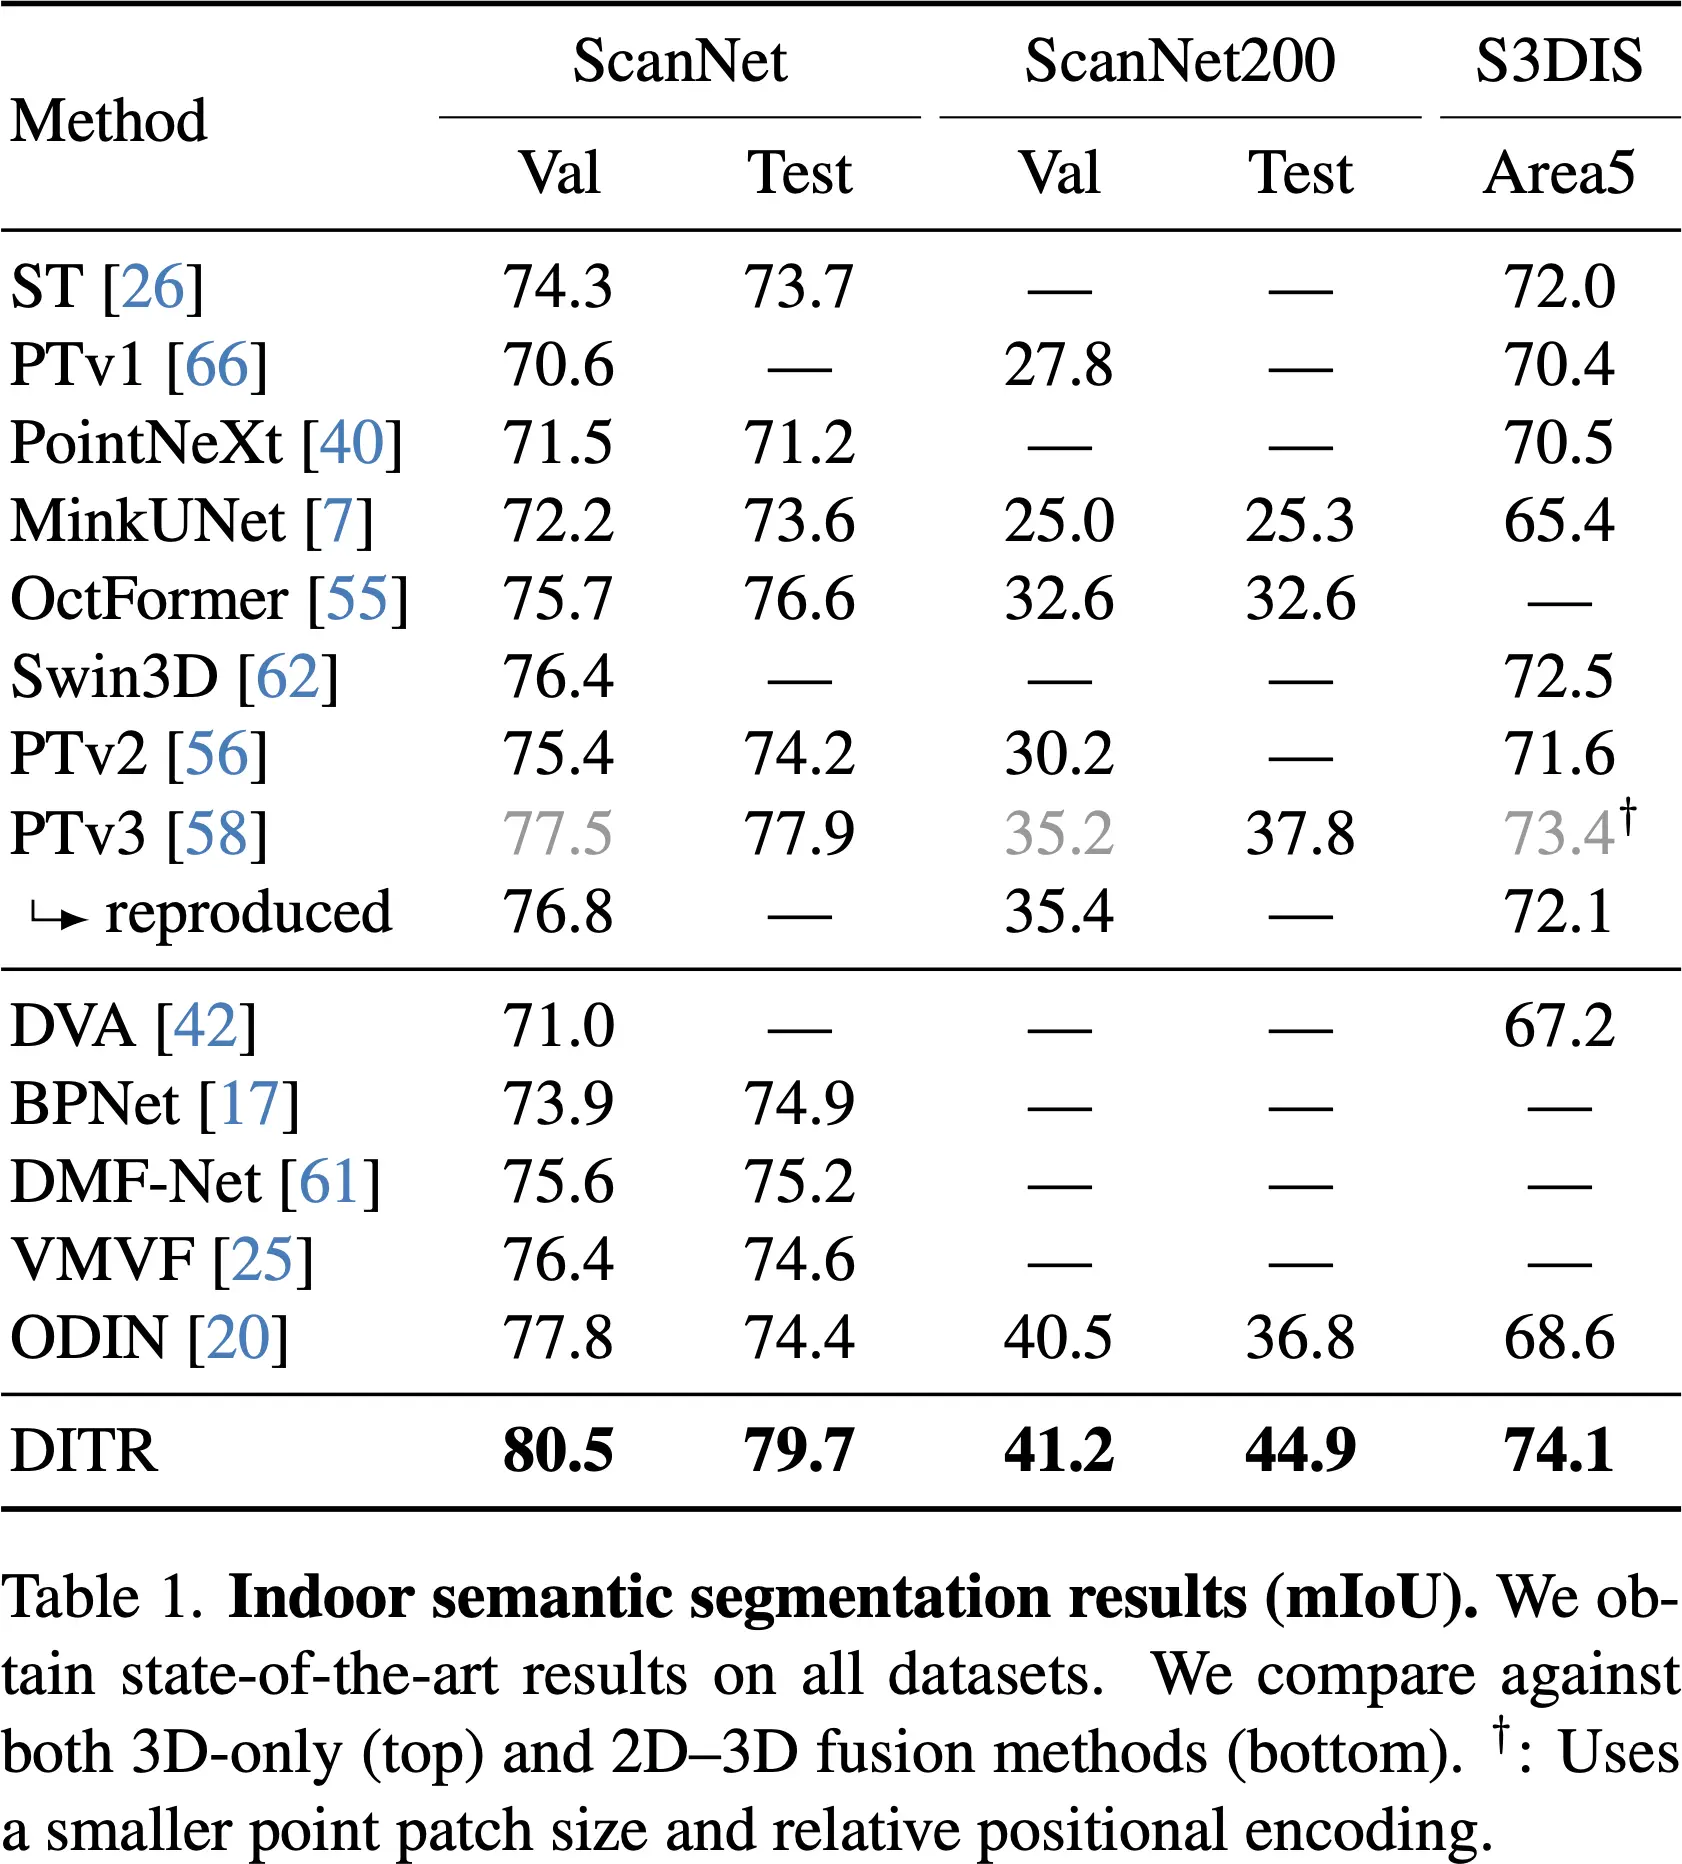 Method ScanNet ScanNet200 S3DIS
Val Test Val Test Area5
ST [26] 74.3 73.7 — — 72.0
PTv1 [66] 70.6 — 27.8 — 70.4
PointNeXt [40] 71.5 71.2 — — 70.5
MinkUNet [7] 72.2 73.6 25.0 25.3 65.4
OctFormer [55] 75.7 76.6 32.6 32.6 —
Swin3D [62] 76.4 — — — 72.5
PTv2 [56] 75.4 74.2 30.2 — 71.6
PTv3 [58] 77.5 77.9 35.2 37.8 73.4†
↪ reproduced 76.8 — 35.4 — 72.1
DVA [42] 71.0 — — — 67.2
BPNet [17] 73.9 74.9 — — —
DMF-Net [61] 75.6 75.2 — — —
VMVF [25] 76.4 74.6 — — —
ODIN [20] 77.8 74.4 40.5 36.8 68.6
DITR 80.5 79.7 41.2 44.9 74.1
Table 1. Indoor semantic segmentation results (mIoU). We ob-
tain state-of-the-art results on all datasets. We compare against
both 3D-only (top) and 2D–3D fusion methods (bottom). †: Uses
a smaller point patch size and relative positional encoding.